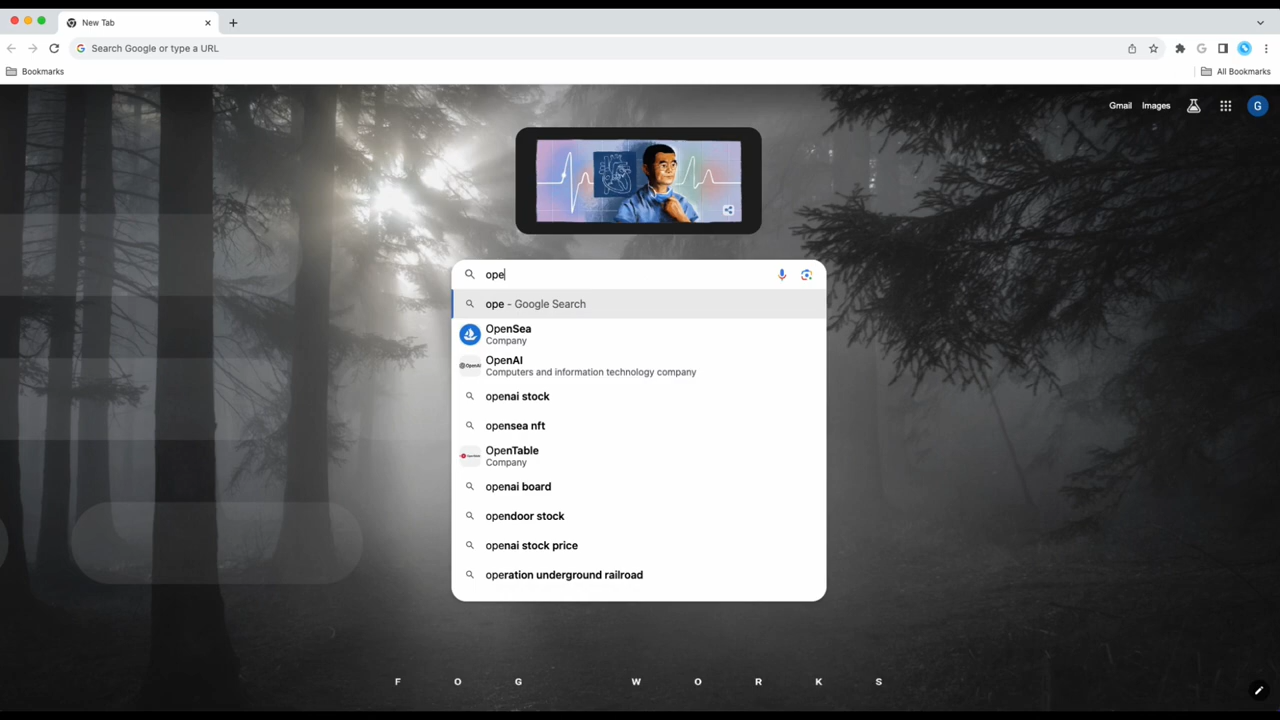 New Tab
Search Google or type a URL
Bookmarks
All Bookmarks
Gmail Images
G
ope
ope - Google Search
OpenSea
Company
OpenAI
OpenAI
Computers and information technology company
openai stock
opensea nft
OpenTable
Company
openai board
opendoor stock
openai stock price
operation underground railroad
F O G W O R K S